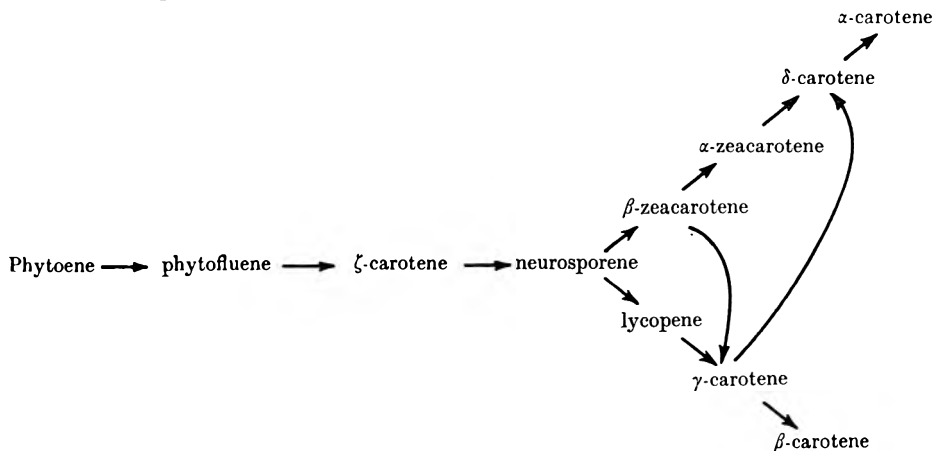 α-carotene
δ-carotene
α-zeacarotene
β-zeacarotene
Phytoene phytofluene ζ-carotene neurosporene
lycopene
γ-carotene
β-carotene